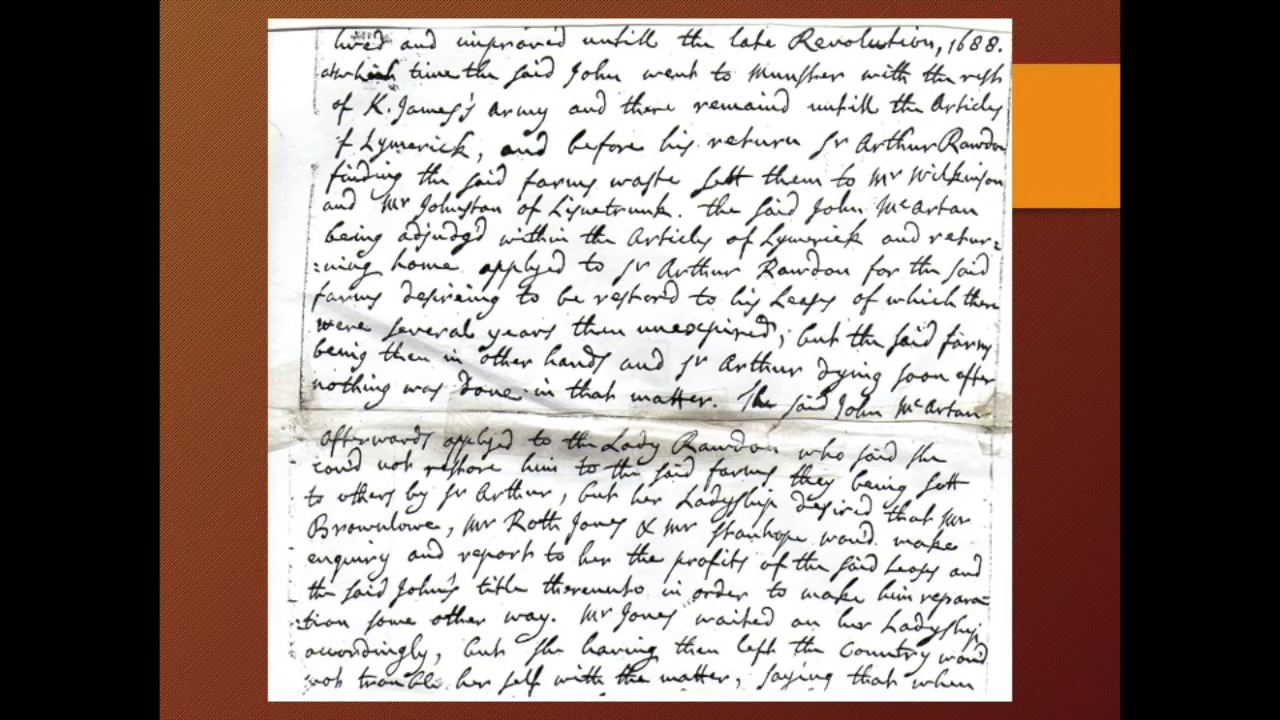 lived and improved untill the late Revolution, 1688.
at which time the said John went to Munster with the rest
of K. James's Army and there remaind untill the Articles
of Lymerick, and before his return Sr Arthur Rawdon
finding the said farms waste sett them to Mr Wilkinson
and Mr Johnston of Lisnetrunk. the said John McArtan
being adjudg'd within the Articles of Lymerick and retur=
=ning home applyed to Sr Arthur Rawdon for the said
farms desireing to be restord to his Leases of which there
were several years then unexpired, but the said farms
being then in other hands and Sr Arthur dying soon after
nothing was done in that matter. The said John McArtan
afterwards applyed to the Lady Rawdon who said she
could not restore him to the said farms they being sett
to others by Sr Arthur, but her Ladyship desired that Mr
Brownlowe, Mr Roth Jones & Mr Stanhope woud make
enquiry and report to her the profits of the said Leases and
the said John's title thereunto in order to make him repara=
=tion some other way. Mr Jones waited on her Ladyship
accordingly, but she having then left the Country woud
not trouble her self with the matter, saying that when